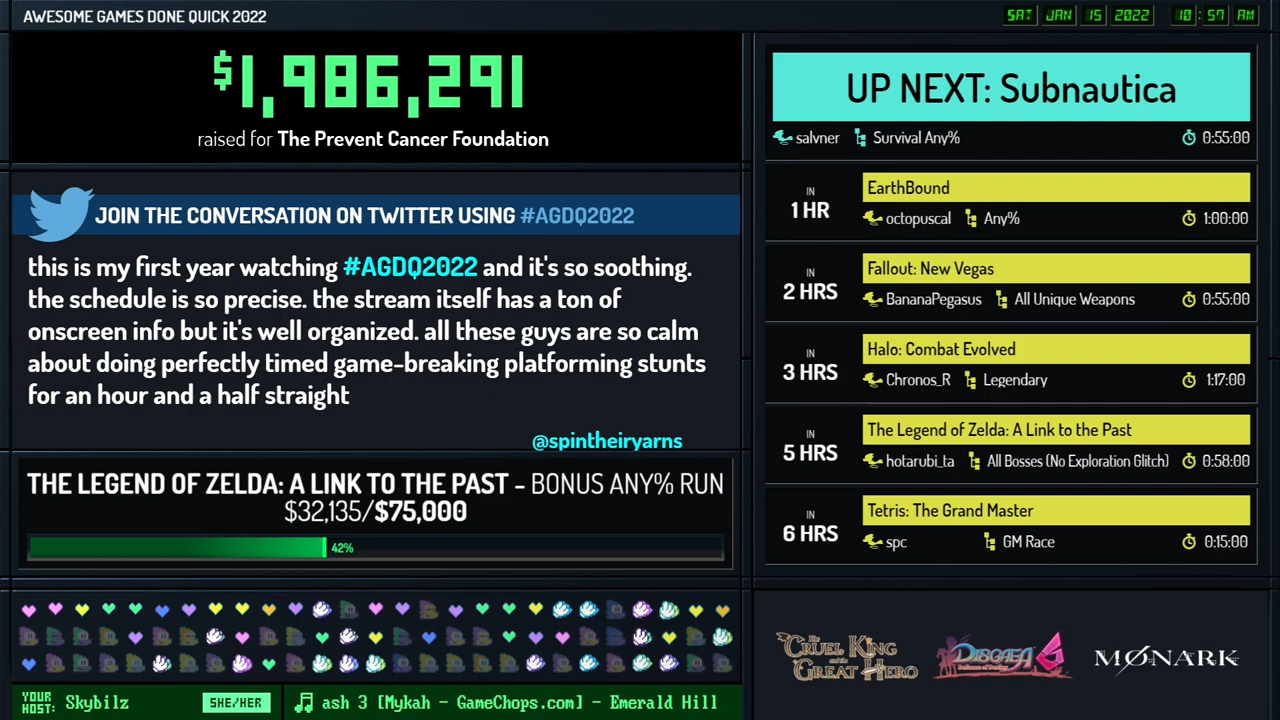 AWESOME GAMES DONE QUICK 2022
SAT JAN 15 2022 10:57 AM
$1,986,291
raised for The Prevent Cancer Foundation
JOIN THE CONVERSATION ON TWITTER USING #AGDQ2022
this is my first year watching #AGDQ2022 and it's so soothing.
the schedule is so precise. the stream itself has a ton of
onscreen info but it's well organized. all these guys are so calm
about doing perfectly timed game-breaking platforming stunts
for an hour and a half straight
@spintheiryarns
THE LEGEND OF ZELDA: A LINK TO THE PAST - BONUS ANY% RUN
$32,135/$75,000
42%
YOUR HOST: Skybilz SHE/HER
ash 3 [Mykah - GameChops.com] - Emerald Hill
UP NEXT: Subnautica
salvner Survival Any% 0:55:00
IN 1 HR
EarthBound
octopuscal Any% 1:00:00
IN 2 HRS
Fallout: New Vegas
BananaPegasus All Unique Weapons 0:55:00
IN 3 HRS
Halo: Combat Evolved
Chronos_R Legendary 1:17:00
IN 5 HRS
The Legend of Zelda: A Link to the Past
hotarubi_ta All Bosses (No Exploration Glitch) 0:58:00
IN 6 HRS
Tetris: The Grand Master
spc GM Race 0:15:00
The CRUEL KING and the GREAT HERO
DISGAEA 6
MONARK